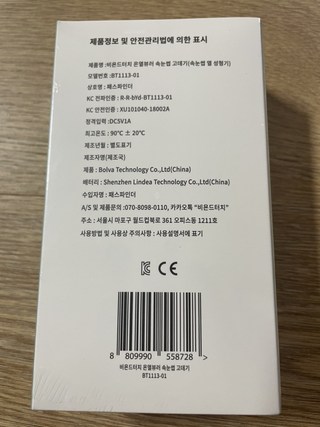 제품정보 및 안전관리법에 의한 표시
제품명 : 비욘드터치 온열뷰러 속눈썹 고데기(속눈썹 열 성형기)
모델번호 : BT1113-01
상호명 : 패스파인더
KC 전파인증 : R-R-bYd-BT1113-01
KC 안전인증 : XU101040-18002A
정격입력 : DC5V1A
최고온도 : 90℃ ± 20℃
제조년월 : 별도표기
제조자명(제조국)
제품 : Bolva Technology Co.,Ltd(China)
배터리 : Shenzhen Lindea Technology Co.,Ltd(China)
수입자명 : 패스파인더
A/S 및 제품문의 : 070-8098-0110, 카카오톡 "비욘드터치"
주소 : 서울시 마포구 월드컵북로 361 오피스동 1211호
사용방법 및 사용상 주의사항 : 사용설명서에 표기
KC CE
8 809990 558728 >
비욘드터치 온열뷰러 속눈썹 고데기
BT1113-01